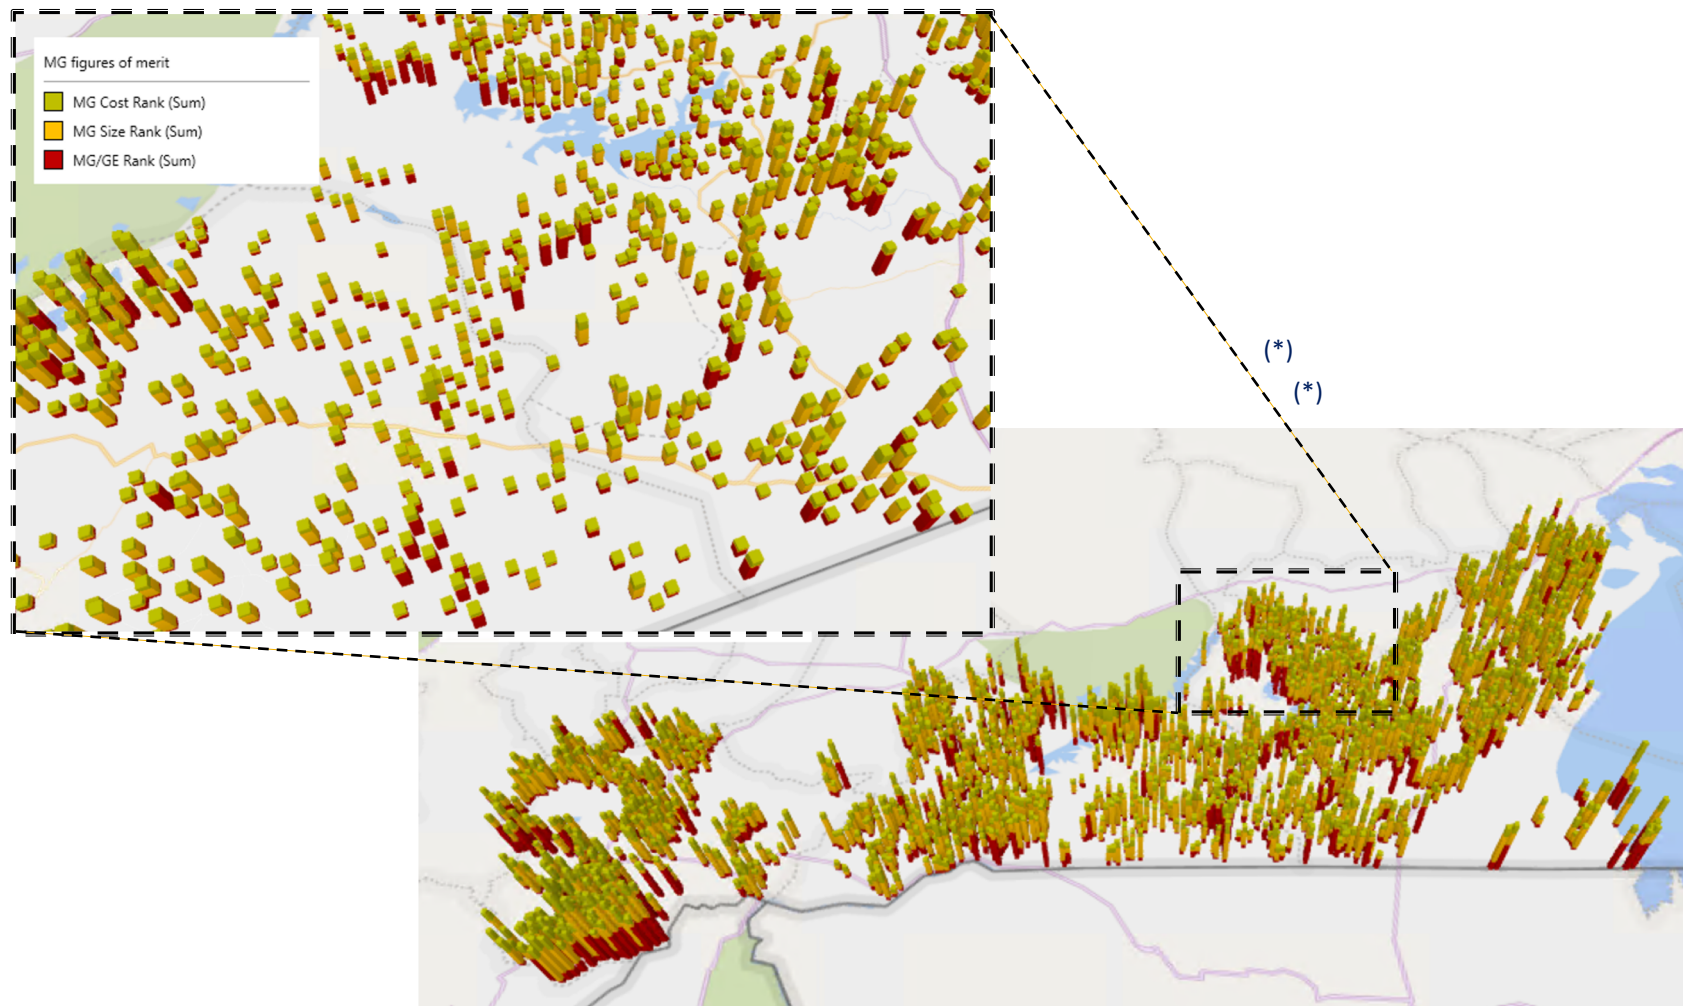 MG figures of merit
MG Cost Rank (Sum)
MG Size Rank (Sum)
MG/GE Rank (Sum)
(*)
(*)